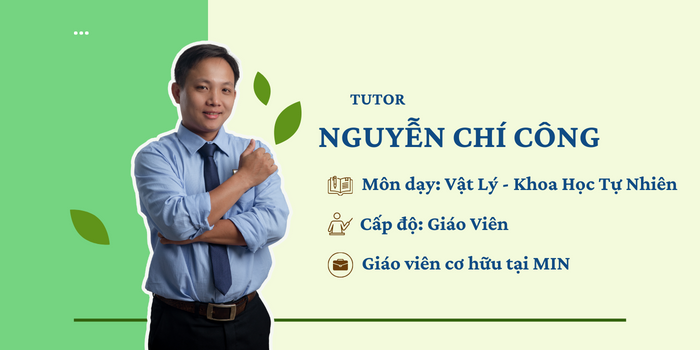 TUTOR
NGUYỄN CHÍ CÔNG
Môn dạy: Vật Lý - Khoa Học Tự Nhiên
Cấp độ: Giáo Viên
Giáo viên cơ hữu tại MIN